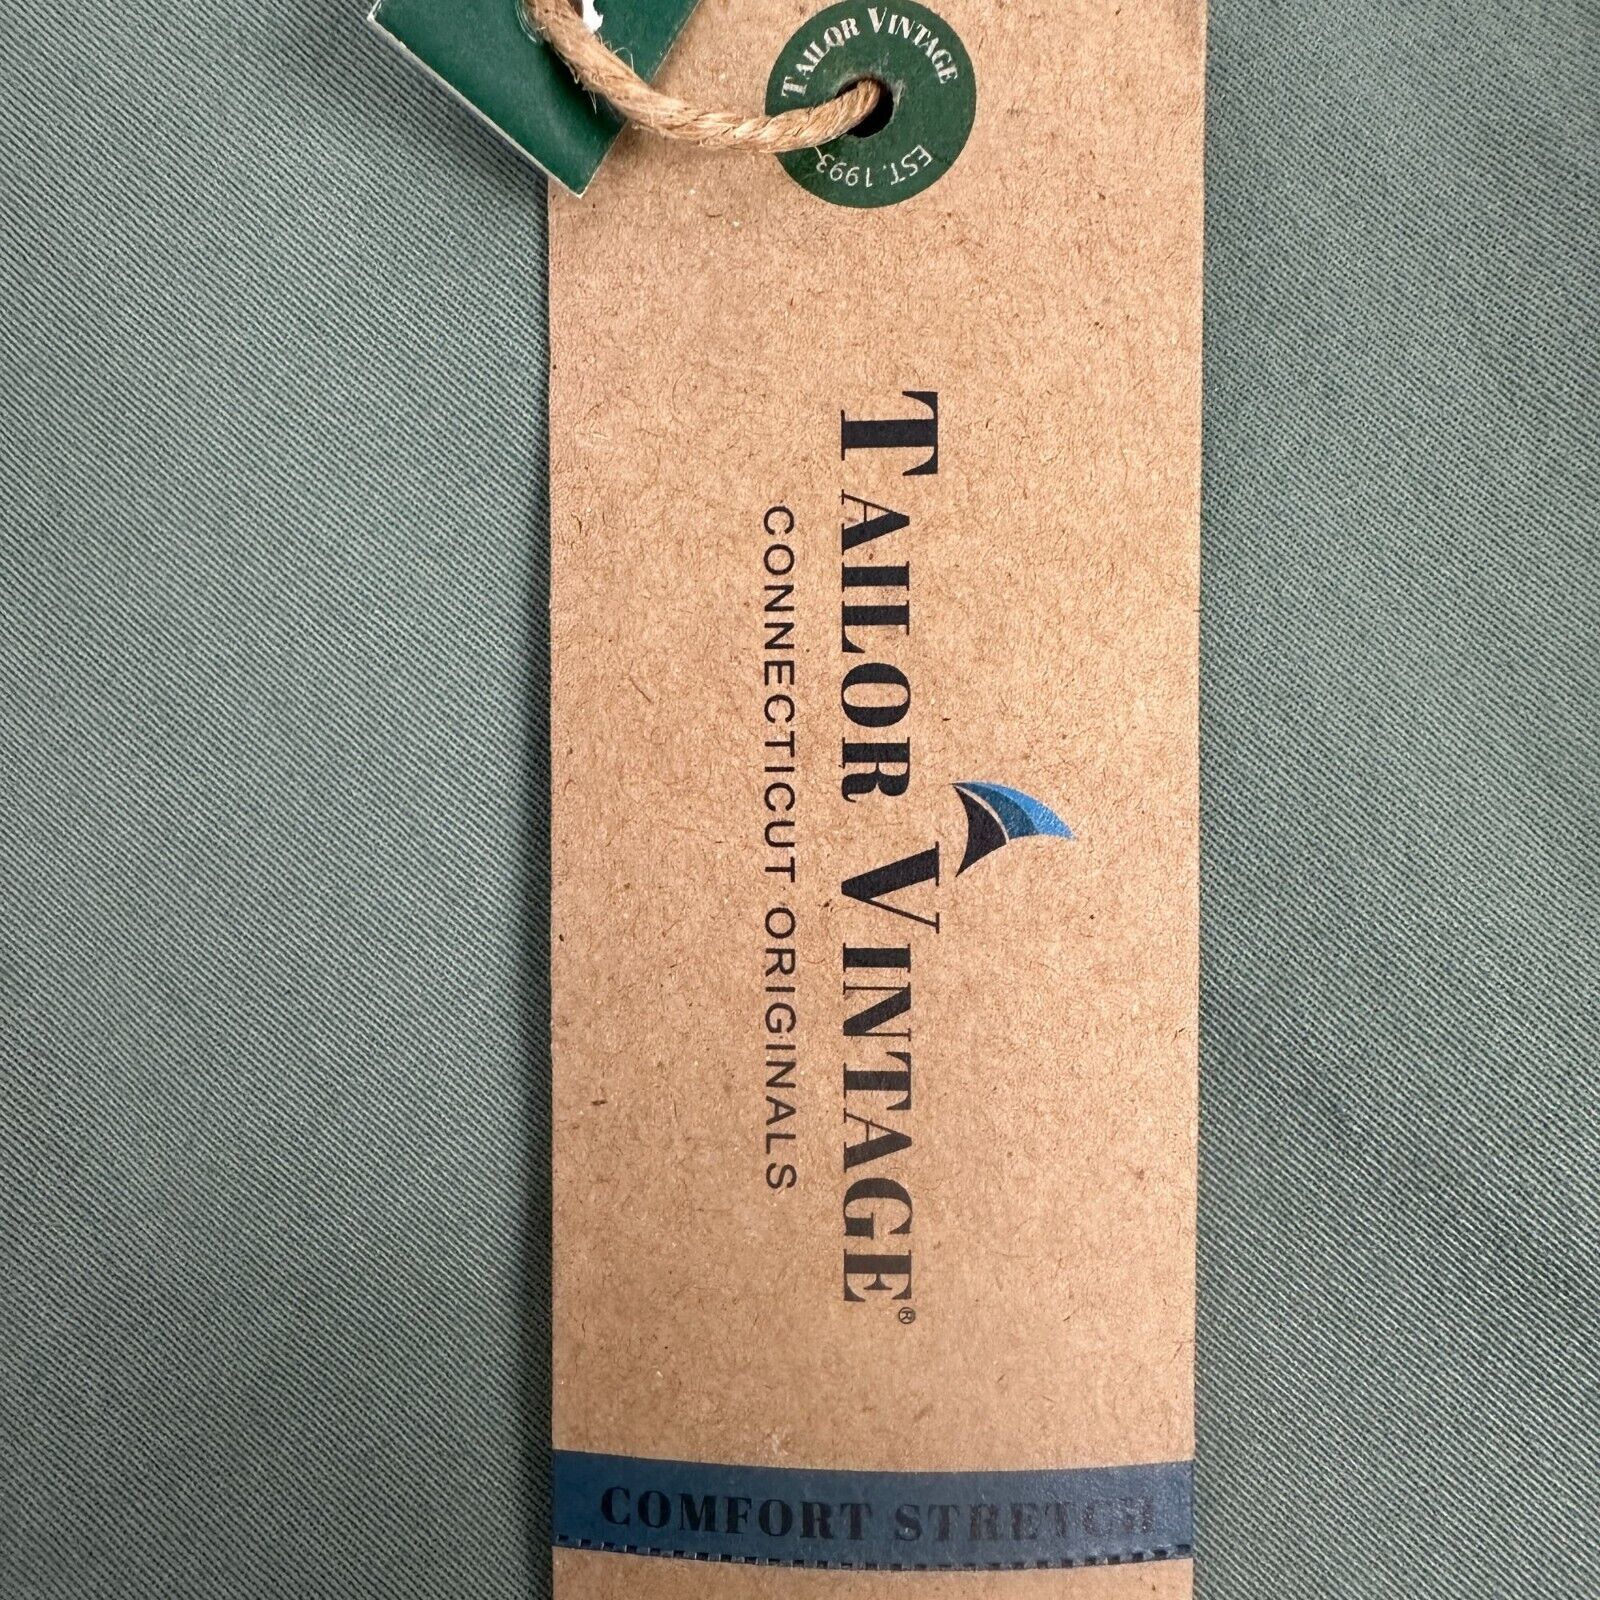 TAILOR VINTAGE
EST. 1993
TAILOR VINTAGE®
CONNECTICUT ORIGINALS
COMFORT STRETCH